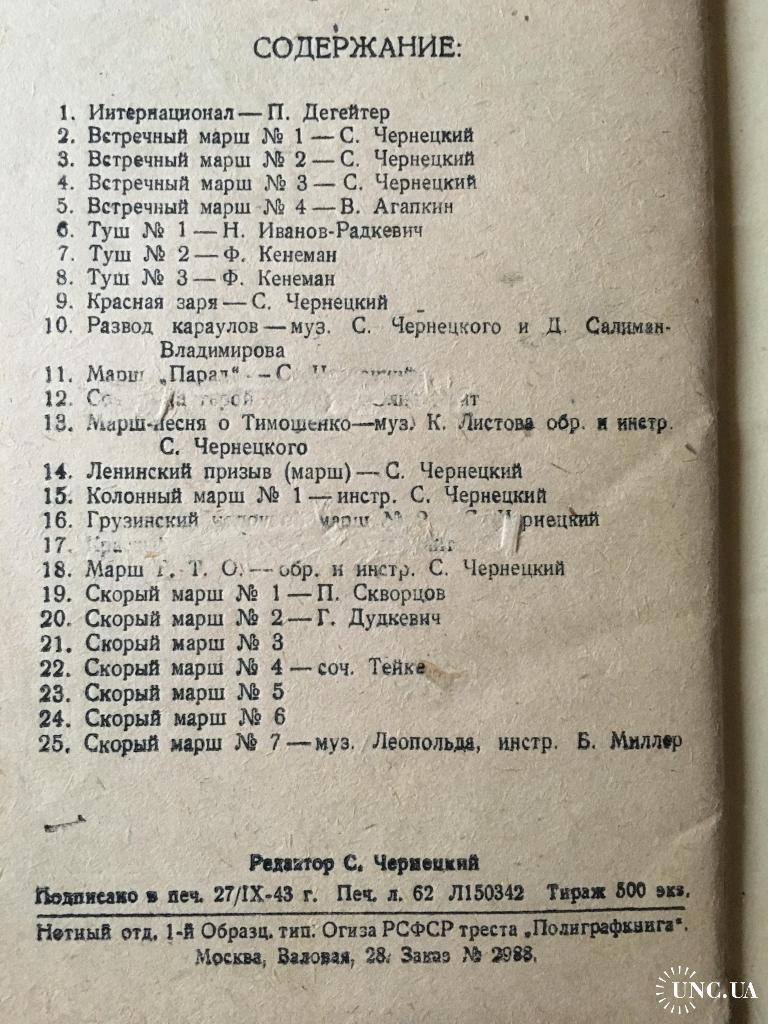 СОДЕРЖАНИЕ:
1. Интернационал — П. Дегейтер
2. Встречный марш № 1 — С. Чернецкий
3. Встречный марш № 2 — С. Чернецкий
4. Встречный марш № 3 — С. Чернецкий
5. Встречный марш № 4 — В. Агапкин
6. Туш № 1 — Н. Иванов-Радкевич
7. Туш № 2 — Ф. Кенеман
8. Туш № 3 — Ф. Кенеман
9. Красная заря — С. Чернецкий
10. Развод караулов — муз. С. Чернецкого и Д. Салиман-
Владимирова
11. Марш „Парад“ — С.
12.
13. Марш-песня о Тимошенко — муз. К. Листова обр. и инстр.
С. Чернецкого
14. Ленинский призыв (марш) — С. Чернецкий
15. Колонный марш № 1 — инстр. С. Чернецкий
16. Грузинский марш № С. Чернецкий
17.
18. Марш Г. Т. О. — обр. и инстр. С. Чернецкий
19. Скорый марш № 1 — П. Скворцов
20. Скорый марш № 2 — Г. Дудкевич
21. Скорый марш № 3
22. Скорый марш № 4 — соч. Тейке
23. Скорый марш № 5
24. Скорый марш № 6
25. Скорый марш № 7 — муз. Леопольда, инстр. Б. Миллер
Редактор С. Чернецкий
Подписано в печ. 27/IX-43 г. Печ. л. 62 Л150342 Тираж 500 экз.
Нотный отд. 1-й Образц. тип. Огиза РСФСР треста „Полиграфкнига“.
Москва, Валовая, 28. Заказ № 2988.
UNC.UA